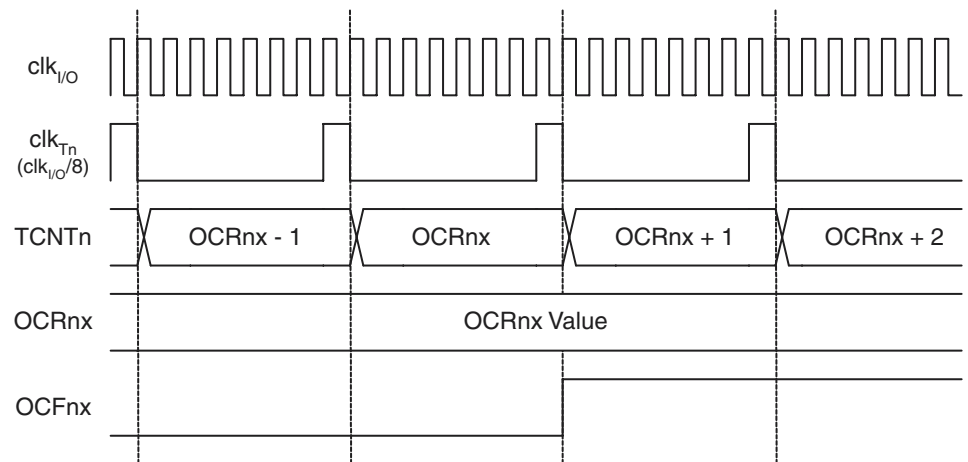 clkI/O
clkTn
(clkI/O/8)
TCNTn OCRnx - 1 OCRnx OCRnx + 1 OCRnx + 2
OCRnx OCRnx Value
OCFnx